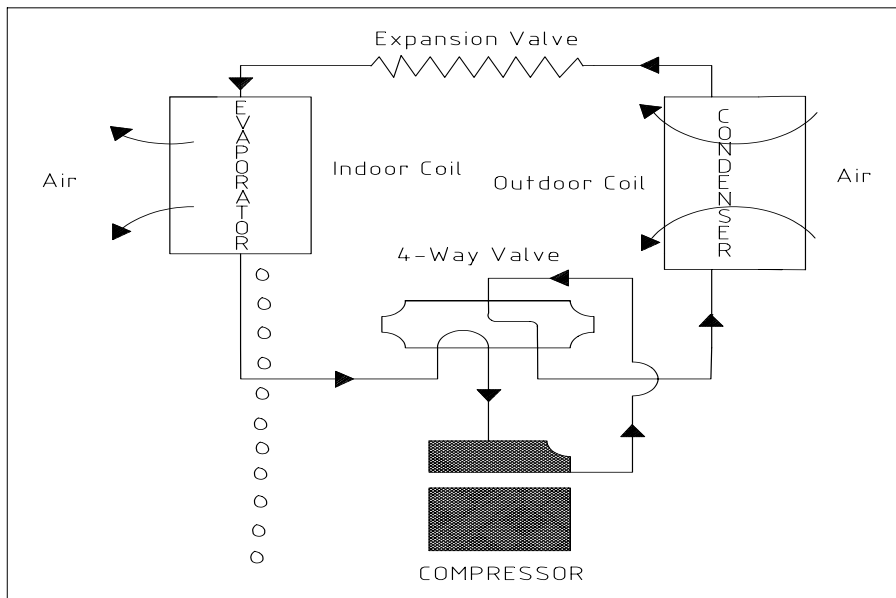 Expansion Valve
EVAPORATOR
CONDENSER
Indoor Coil
Outdoor Coil
Air
Air
4-Way Valve
COMPRESSOR